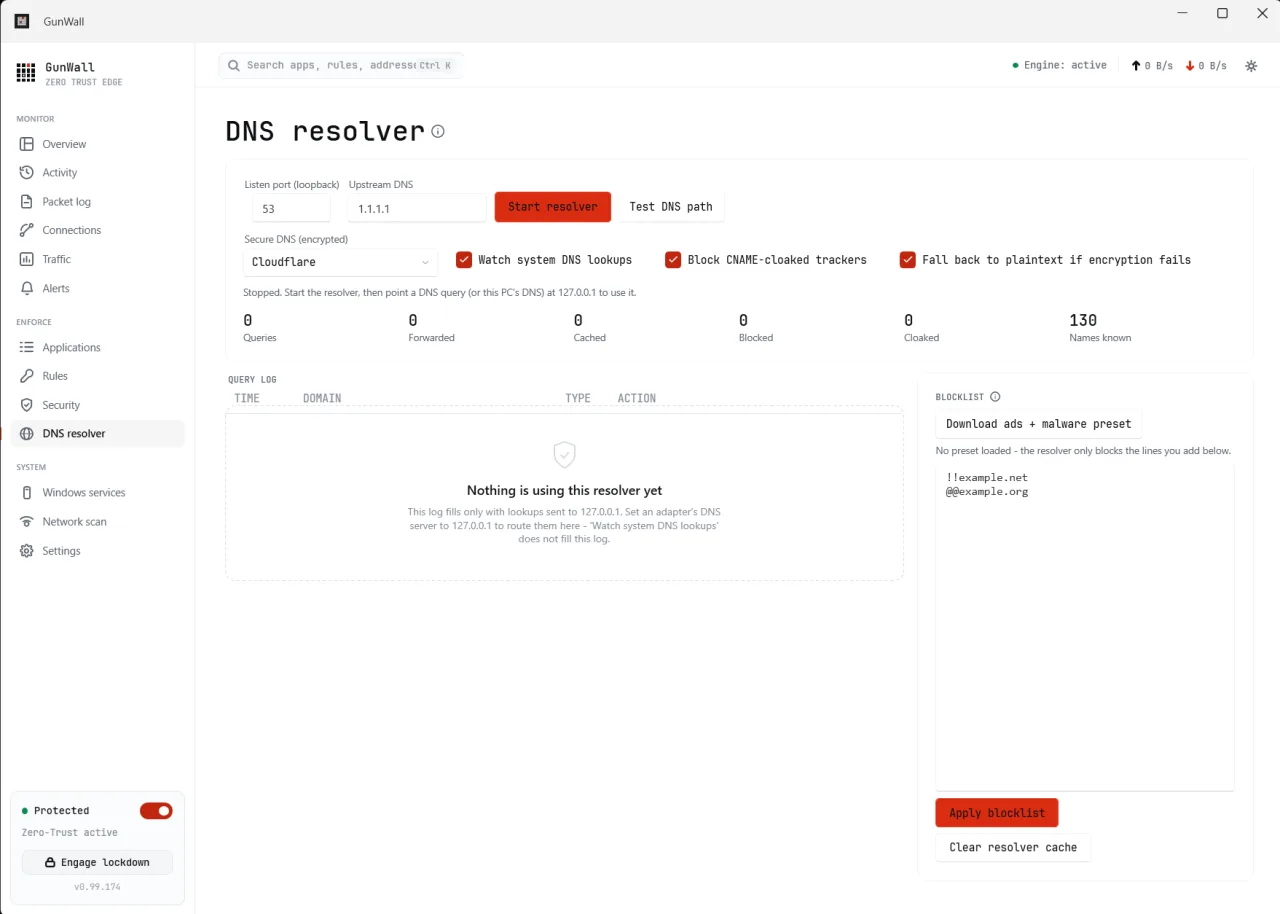 GunWall
GunWall
ZERO TRUST EDGE
Search apps, rules, addresse Ctrl K
Engine: active
0 B/s
0 B/s
MONITOR
Overview
Activity
Packet log
Connections
Traffic
Alerts
ENFORCE
Applications
Rules
Security
DNS resolver
SYSTEM
Windows services
Network scan
Settings
Protected
Zero-Trust active
Engage lockdown
v0.99.174
DNS resolver
Listen port (loopback) Upstream DNS
53 1.1.1.1 Start resolver Test DNS path
Secure DNS (encrypted)
Cloudflare Watch system DNS lookups Block CNAME-cloaked trackers Fall back to plaintext if encryption fails
Stopped. Start the resolver, then point a DNS query (or this PC's DNS) at 127.0.0.1 to use it.
0 0 0 0 0 130
Queries Forwarded Cached Blocked Cloaked Names known
QUERY LOG
TIME DOMAIN TYPE ACTION
Nothing is using this resolver yet
This log fills only with lookups sent to 127.0.0.1. Set an adapter's DNS
server to 127.0.0.1 to route them here - 'Watch system DNS lookups'
does not fill this log.
BLOCKLIST
Download ads + malware preset
No preset loaded - the resolver only blocks the lines you add below.
!!example.net
@@example.org
Apply blocklist
Clear resolver cache